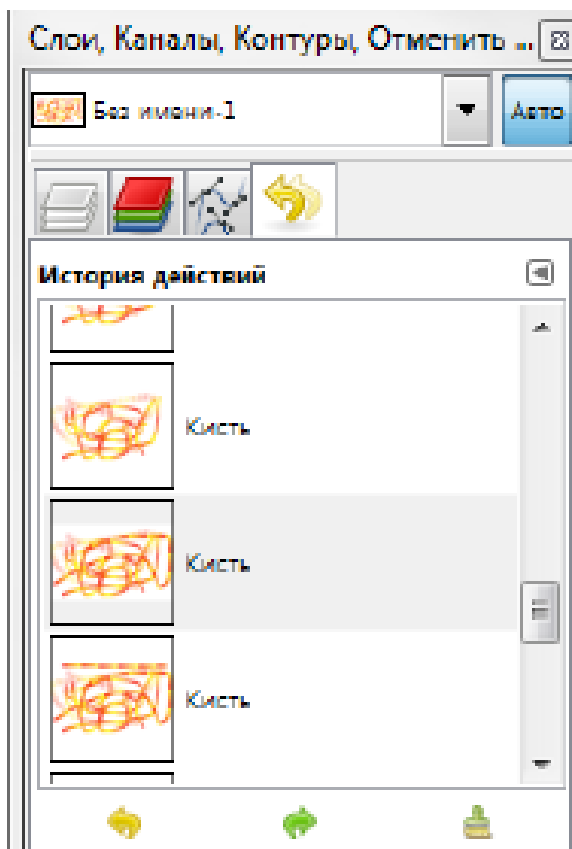 Слои, Каналы, Контуры, Отменить ...
Без имени-1
Авто
История действий
Кисть
Кисть
Кисть